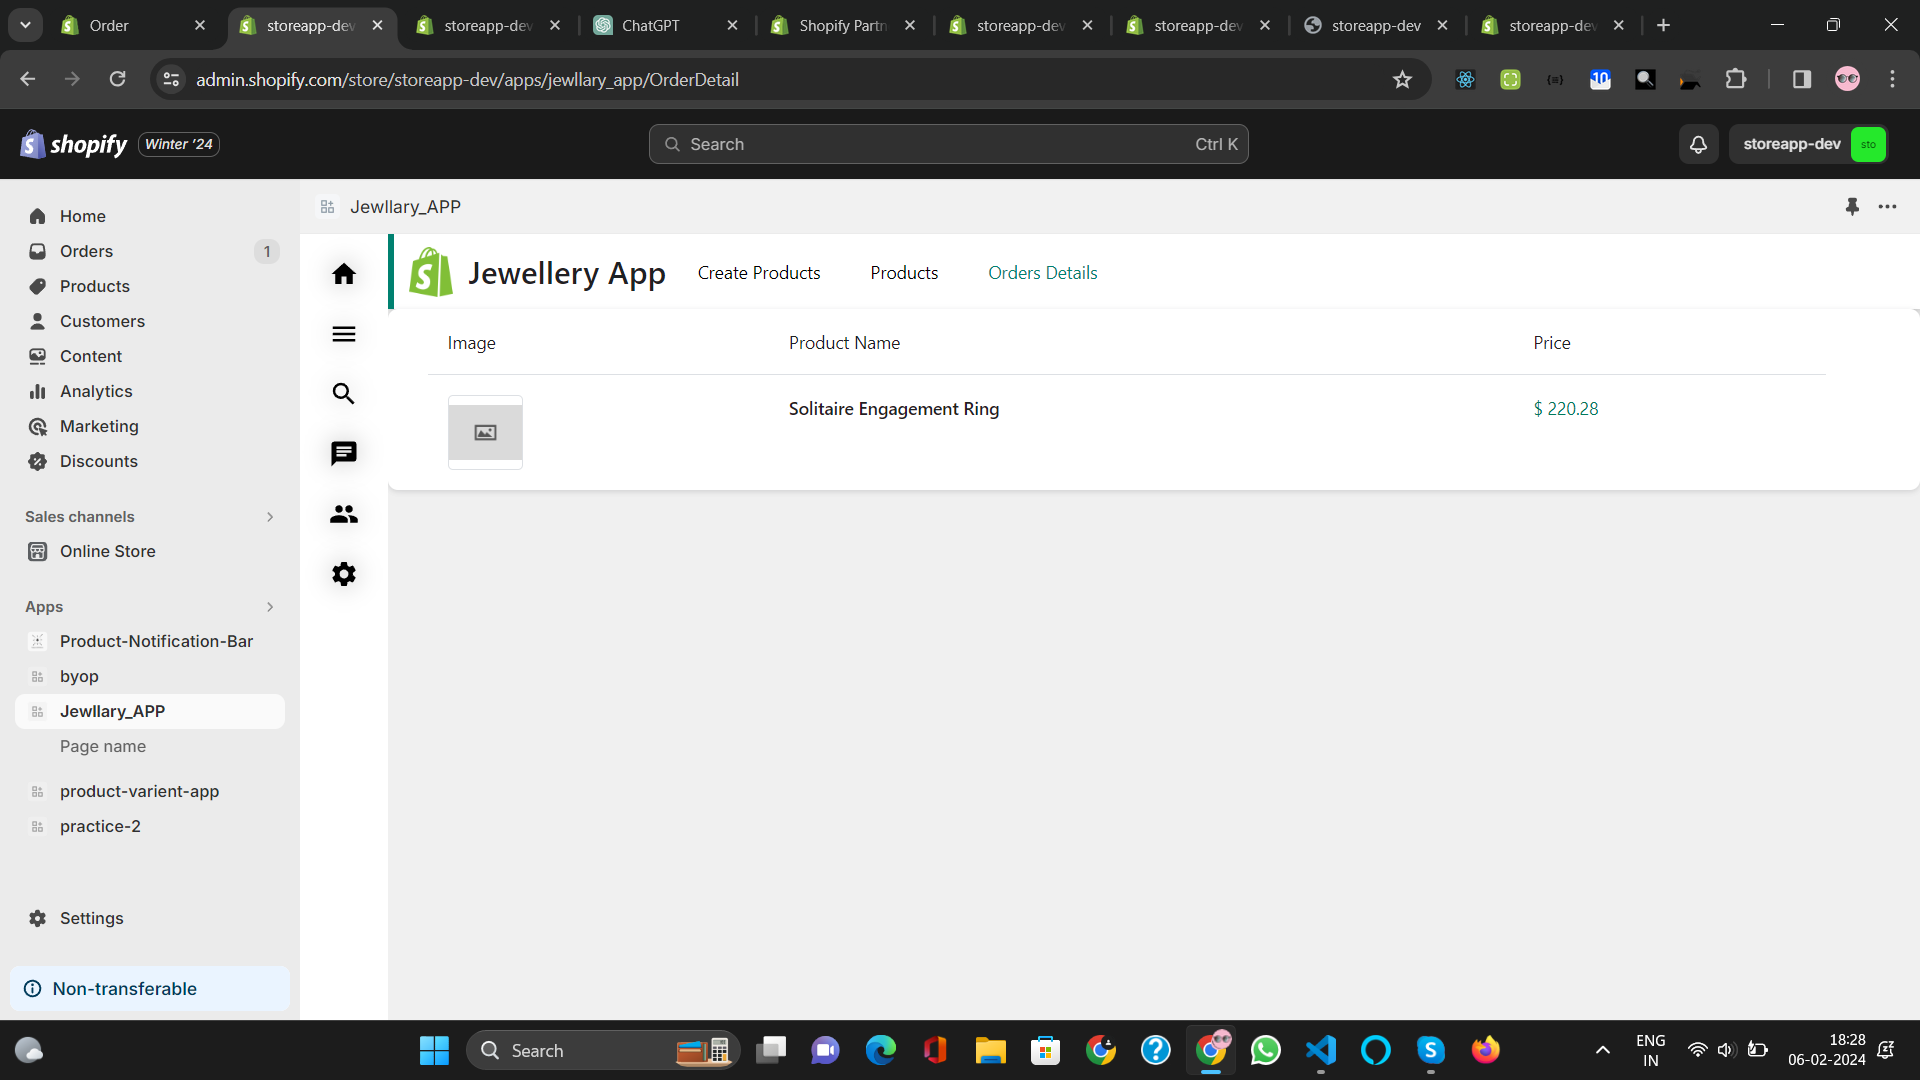 Order
storeapp-dev
storeapp-dev
ChatGPT
Shopify Partn
storeapp-dev
storeapp-dev
storeapp-dev
storeapp-dev
admin.shopify.com/store/storeapp-dev/apps/jewllary_app/OrderDetail
10
shopify
Winter '24
Search
Ctrl K
storeapp-dev
sto
Home
Orders
1
Products
Customers
Content
Analytics
Marketing
Discounts
Sales channels
Online Store
Apps
Product-Notification-Bar
byop
Jewllary_APP
Page name
product-varient-app
practice-2
Settings
Non-transferable
Jewllary_APP
Jewellery App
Create Products
Products
Orders Details
Image
Product Name
Price
Solitaire Engagement Ring
$ 220.28
Search
ENG
IN
18:28
06-02-2024